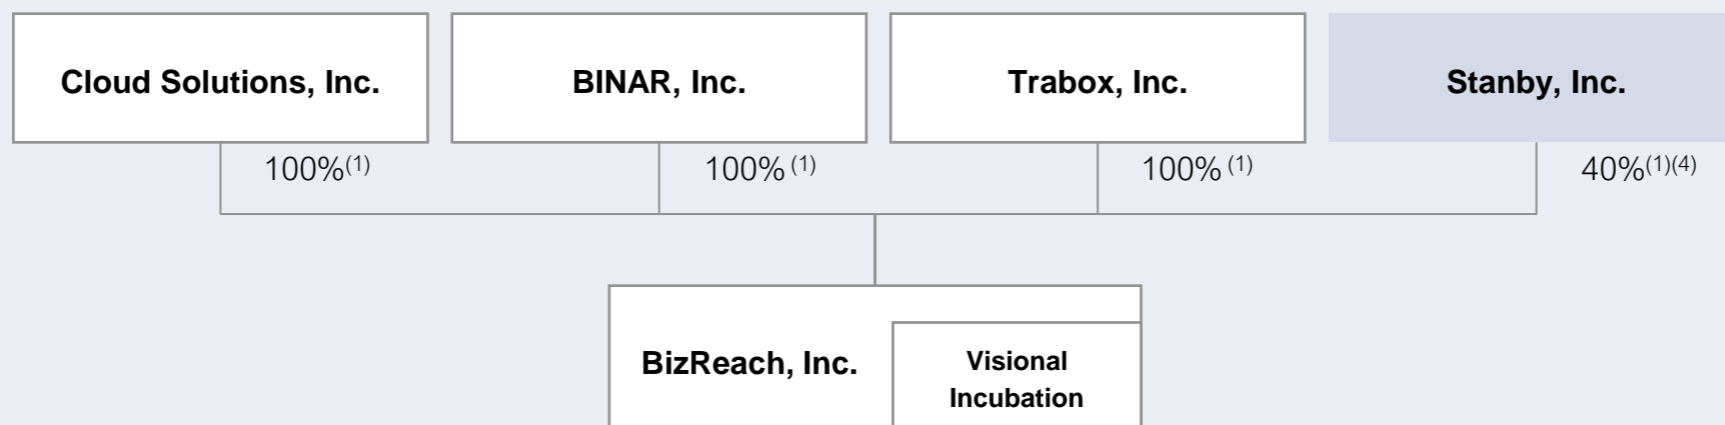 Cloud Solutions, Inc.
BINAR, Inc.
Trabox, Inc.
Stanby, Inc.
100%(1)
100% (1)
100% (1)
40%(1)(4)
BizReach, Inc.
Visional
Incubation